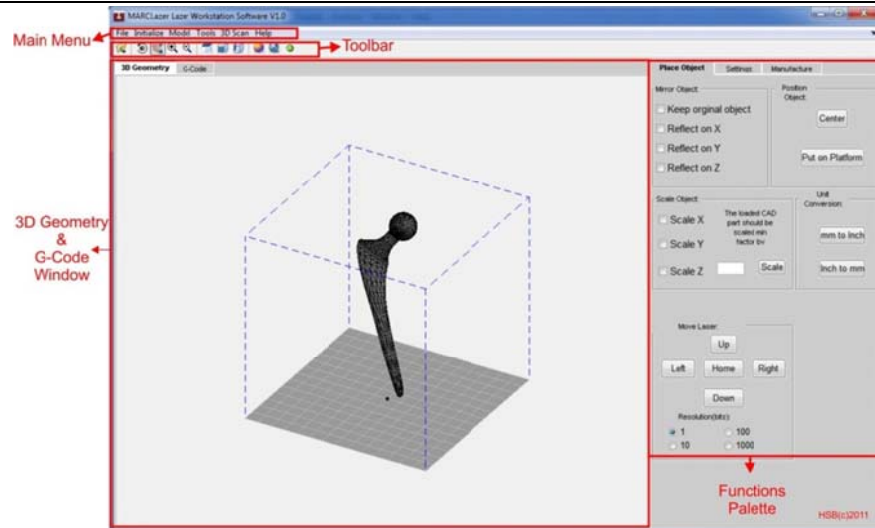 MARCLazer Lazer Workstation Software V1.0
Main Menu
File Initialize Modil Tools 3D Scan Help
Toolbar
3D Geometry G-Code
Place Object Settings Manufacture
Mirror Object:
Keep orginal object
Reflect on X
Reflect on Y
Reflect on Z
Position Object:
Center
Put on Platform
Scale Object:
Scale X
Scale Y
Scale Z
The loaded CAD
part should be
scaled min
factor by
Scale
Unit
Conversion:
mm to Inch
Inch to mm
3D Geometry
&
G-Code
Window
Move Laser:
Up
Left Home Right
Down
Resolution(bits)
1 100
10 1000
Functions
Palette
HSB(c)2011